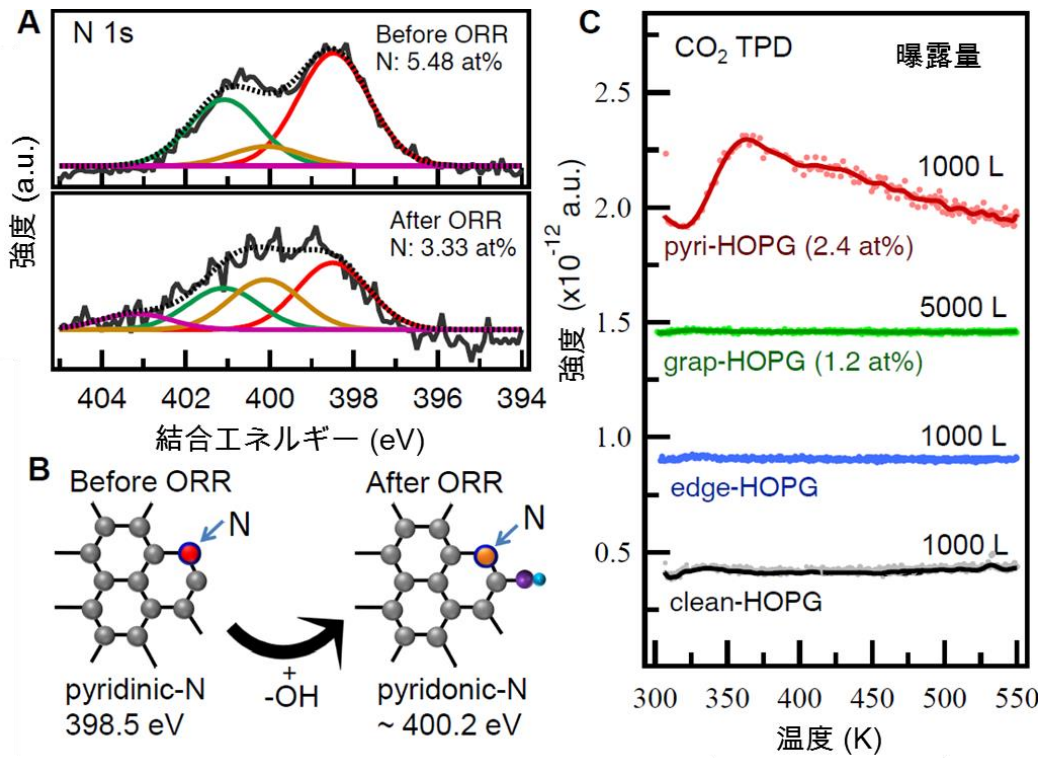 A
N 1s
Before ORR
N: 5.48 at%
After ORR
N: 3.33 at%
強度 (a.u.)
404 402 400 398 396 394
結合エネルギー (eV)
B
Before ORR
N
pyridinic-N
398.5 eV
+
-OH
After ORR
N
pyridonic-N
~ 400.2 eV
C
CO₂ TPD
曝露量
強度 (x10⁻¹² a.u.)
2.5
2.0
1.5
1.0
0.5
1000 L
pyri-HOPG (2.4 at%)
5000 L
grap-HOPG (1.2 at%)
1000 L
edge-HOPG
1000 L
clean-HOPG
300 350 400 450 500 550
温度 (K)